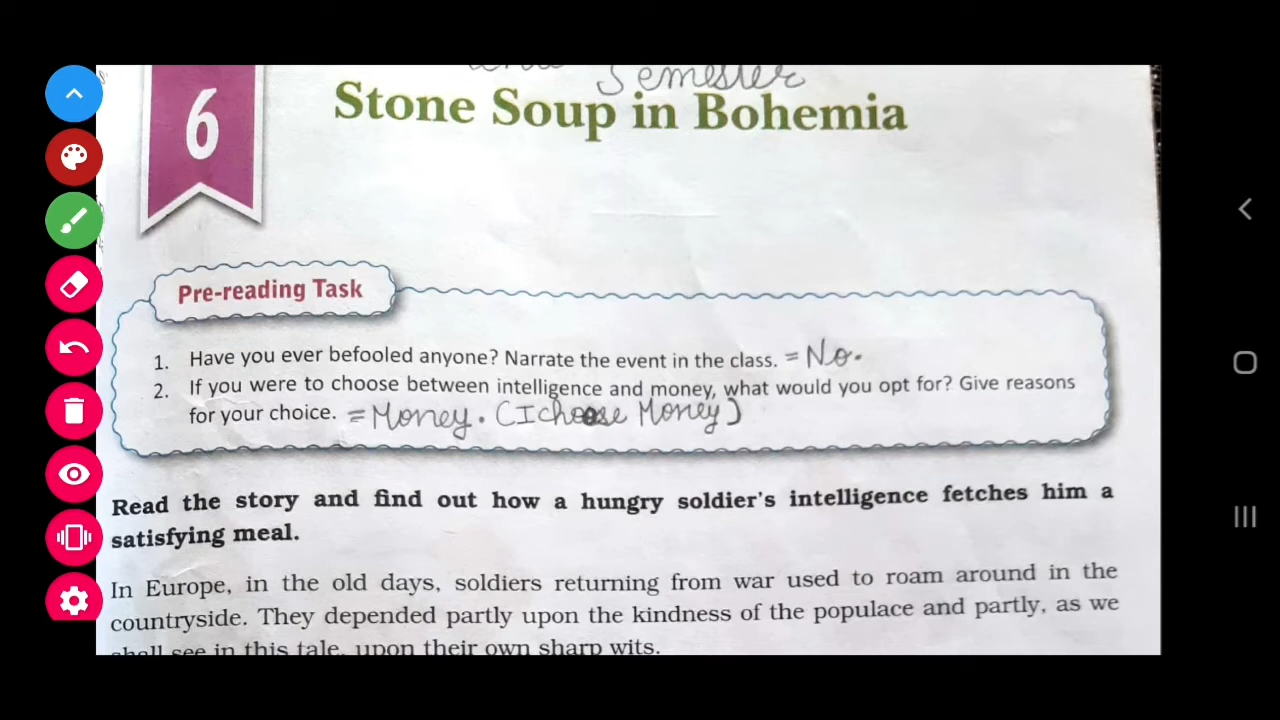 Semester
6
Stone Soup in Bohemia
Pre-reading Task
1. Have you ever befooled anyone? Narrate the event in the class. = No.
2. If you were to choose between intelligence and money, what would you opt for? Give reasons
for your choice. = Money. (I choose Money)
Read the story and find out how a hungry soldier's intelligence fetches him a
satisfying meal.
In Europe, in the old days, soldiers returning from war used to roam around in the
countryside. They depended partly upon the kindness of the populace and partly, as we
shall see in this tale, upon their own sharp wits.